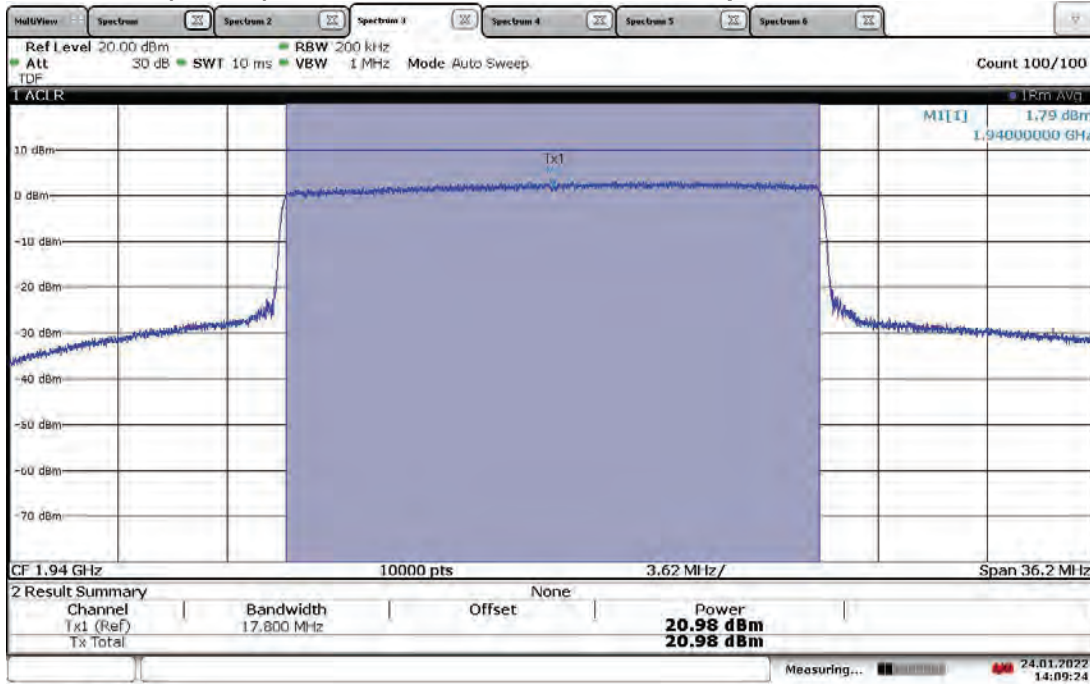 MultiView Spectrum Spectrum 2 Spectrum 3 Spectrum 4 Spectrum 5 Spectrum 6
Ref Level 20.00 dBm RBW 200 kHz
Att 30 dB SWT 10 ms VBW 1 MHz Mode Auto Sweep Count 100/100
TDF
1 ACLR 1Rm Avg
M1[1] 1.79 dBm
1.94000000 GHz
10 dBm
Tx1
0 dBm
-10 dBm
-20 dBm
-30 dBm
-40 dBm
-50 dBm
-60 dBm
-70 dBm
CF 1.94 GHz 10000 pts 3.62 MHz/ Span 36.2 MHz
2 Result Summary None
Channel Bandwidth Offset Power
Tx1 (Ref) 17.800 MHz 20.98 dBm
Tx Total 20.98 dBm
Measuring... 24.01.2022
14:09:24